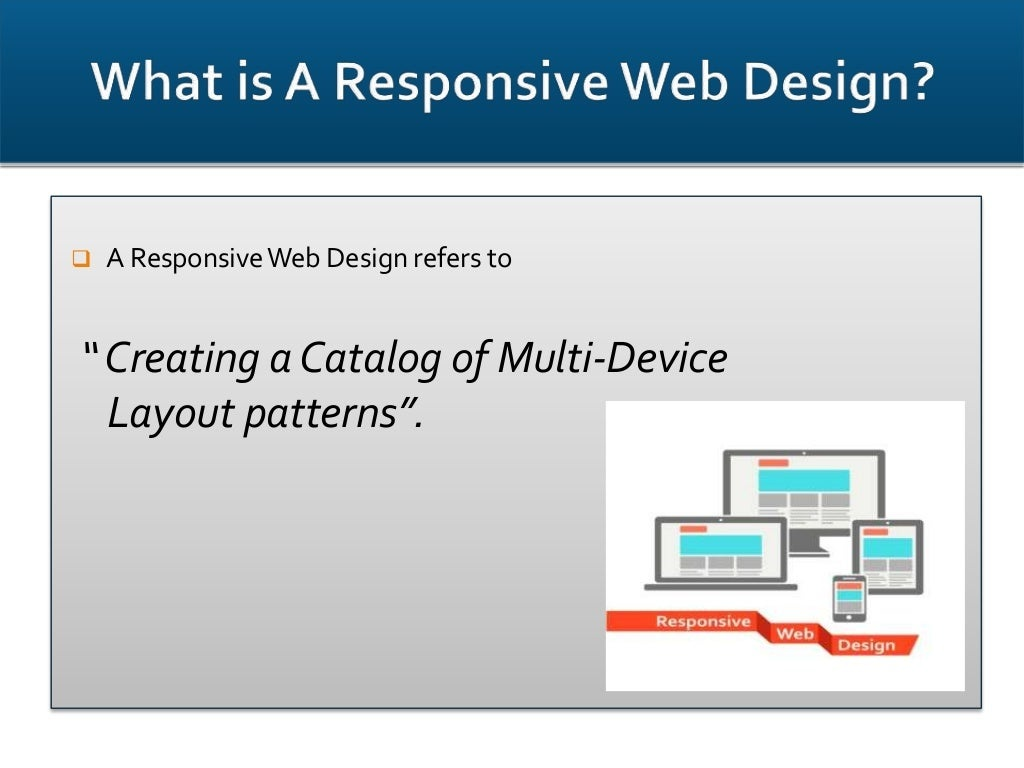 What is A Responsive Web Design?
❑ A Responsive Web Design refers to
“Creating a Catalog of Multi-Device
Layout patterns”.
Responsive
Web
Design